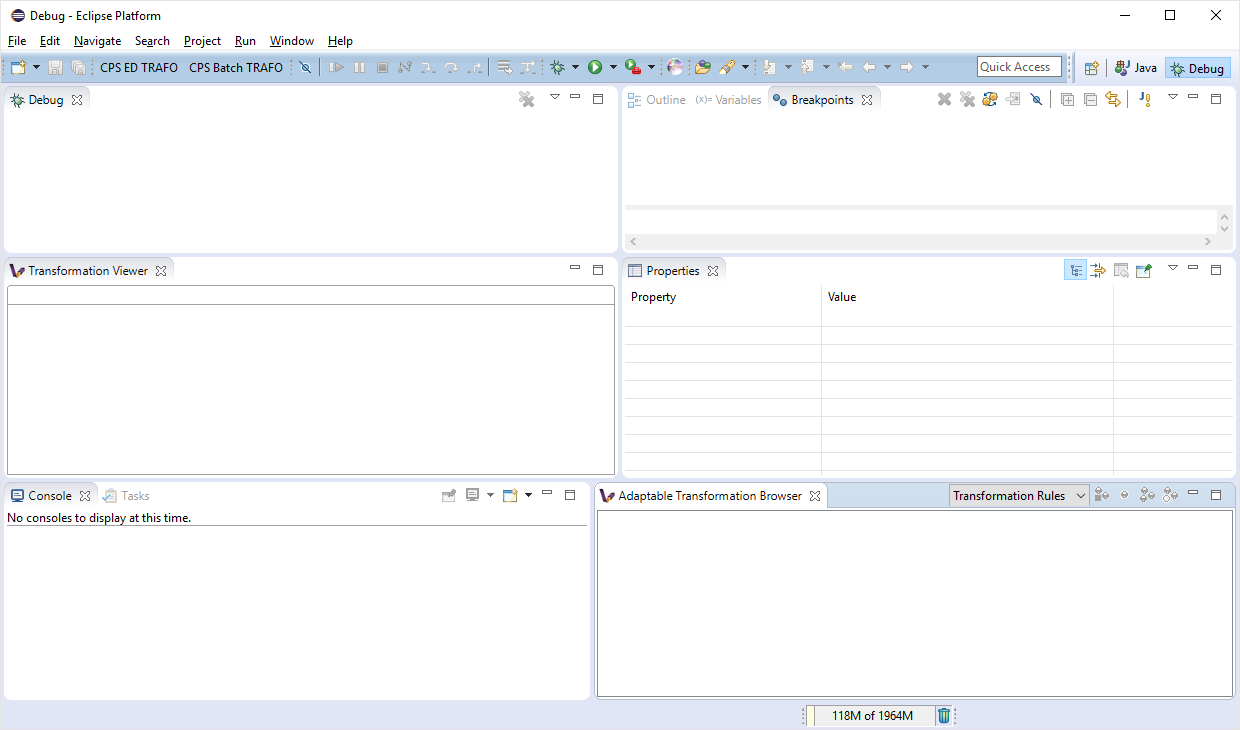 Debug - Eclipse Platform
File Edit Navigate Search Project Run Window Help
CPS ED TRAFO CPS Batch TRAFO Quick Access Java Debug
Debug
Outline (x)= Variables Breakpoints
Transformation Viewer
Properties
Property Value
Console Tasks
No consoles to display at this time.
Adaptable Transformation Browser Transformation Rules
118M of 1964M